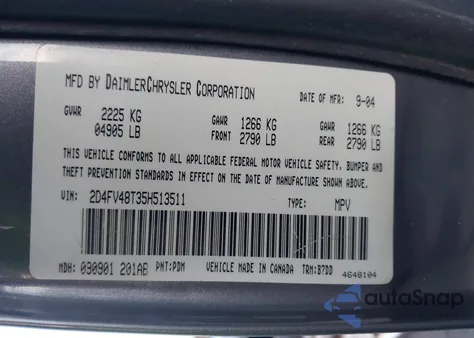 MFD BY DAIMLERCHRYSLER CORPORATION DATE OF MFR: 9-04
GVWR 2225 KG GAWR 1266 KG GAWR 1266 KG
04905 LB FRONT 2790 LB REAR 2790 LB
THIS VEHICLE CONFORMS TO ALL APPLICABLE FEDERAL MOTOR VEHICLE SAFETY, BUMPER AND
THEFT PREVENTION STANDARDS IN EFFECT ON THE DATE OF MANUFACTURE SHOWN ABOVE.
VIN: 2D4FV48T35H513511 TYPE: MPV
MDH: 090901 201AB PNT:PDM VEHICLE MADE IN CANADA TRM:B7DD
4648104
autoSnap